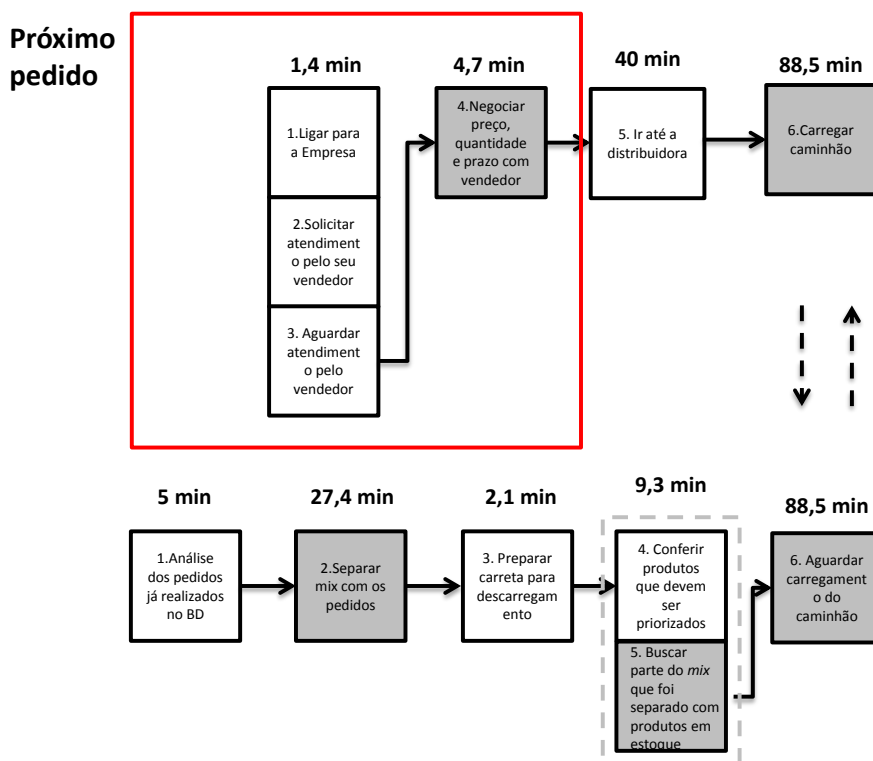 Próximo
pedido
1,4 min
4,7 min
40 min
88,5 min
1.Ligar para
a Empresa
2.Solicitar
atendiment
o pelo seu
vendedor
3. Aguardar
atendiment
o pelo
vendedor
4.Negociar
preço,
quantidade
e prazo com
vendedor
5. Ir até a
distribuidora
6.Carregar
caminhão
5 min
27,4 min
2,1 min
9,3 min
88,5 min
1.Análise
dos pedidos
já realizados
no BD
2.Separar
mix com os
pedidos
3. Preparar
carreta para
descarregam
ento
4. Conferir
produtos
que devem
ser
priorizados
5. Buscar
parte do mix
que foi
separado com
produtos em
estoque
6. Aguardar
carregament
o do
caminhão